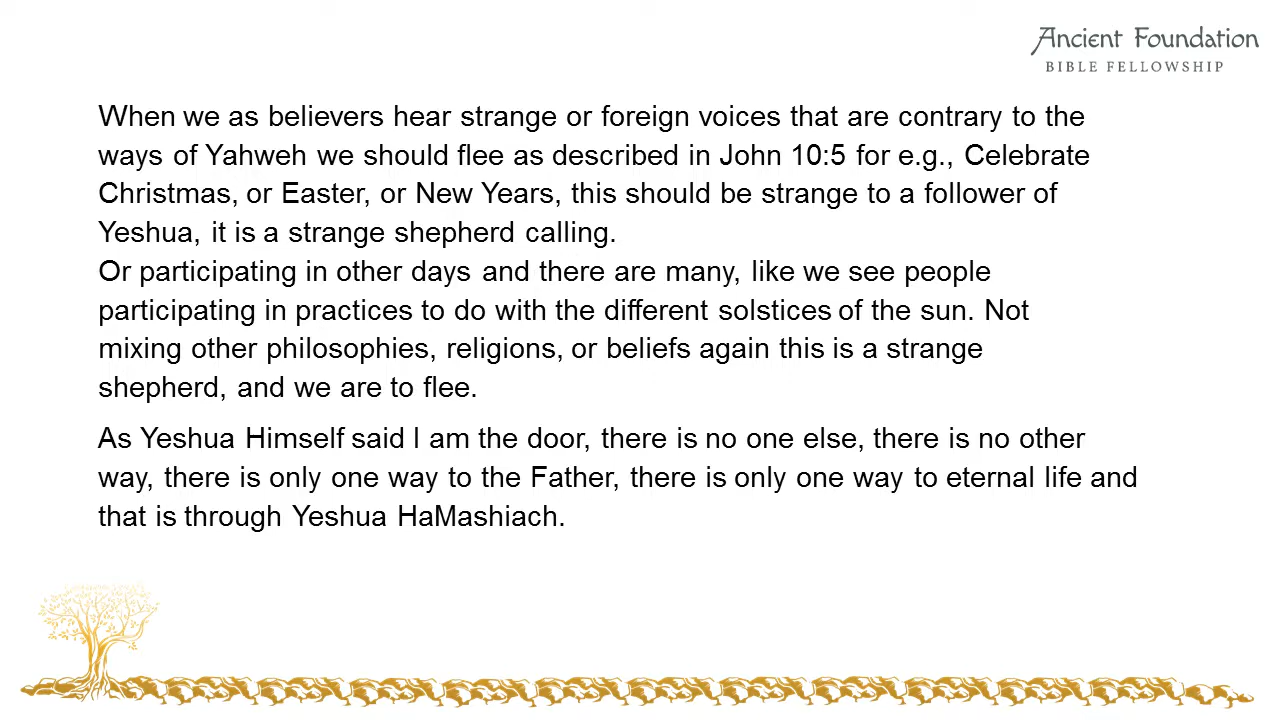 Ancient Foundation
BIBLE FELLOWSHIP
When we as believers hear strange or foreign voices that are contrary to the
ways of Yahweh we should flee as described in John 10:5 for e.g., Celebrate
Christmas, or Easter, or New Years, this should be strange to a follower of
Yeshua, it is a strange shepherd calling.
Or participating in other days and there are many, like we see people
participating in practices to do with the different solstices of the sun. Not
mixing other philosophies, religions, or beliefs again this is a strange
shepherd, and we are to flee.
As Yeshua Himself said I am the door, there is no one else, there is no other
way, there is only one way to the Father, there is only one way to eternal life and
that is through Yeshua HaMashiach.